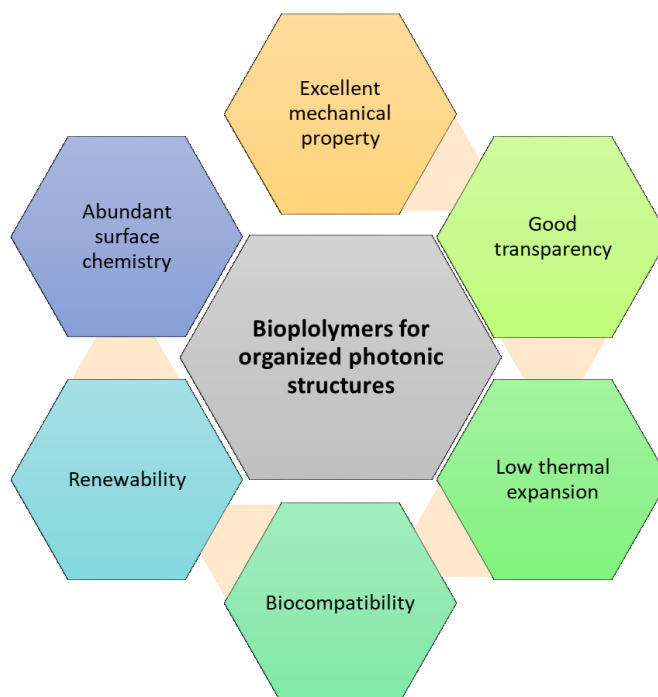 Excellent
mechanical
property
Good
transparency
Low thermal
expansion
Biocompatibility
Renewability
Abundant
surface
chemistry
Bioplolymers for
organized photonic
structures